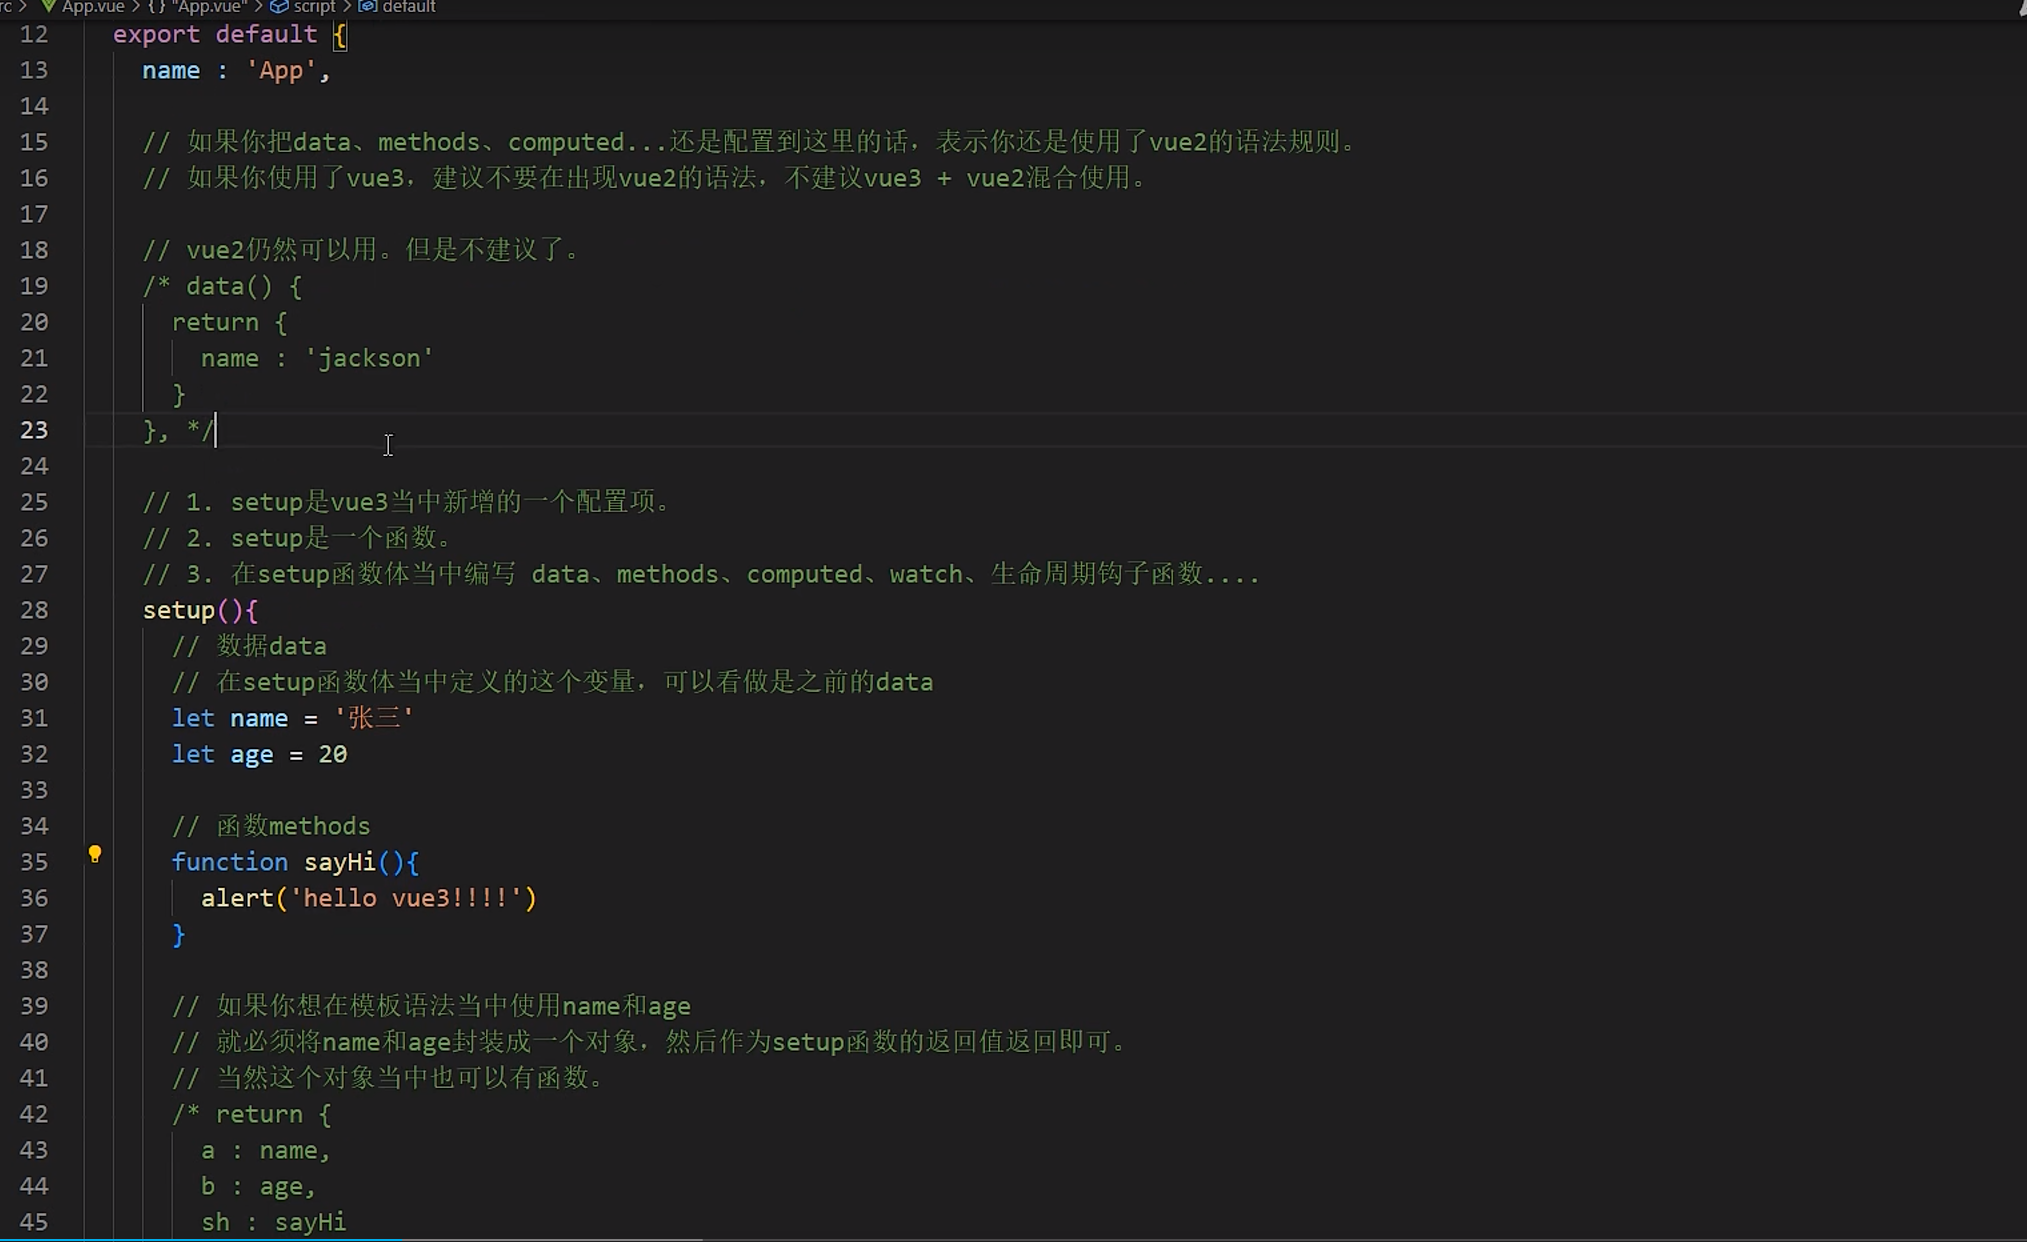 rc > App.vue > {} "App.vue" > script > default
12 export default {
13 name : 'App',
14
15 // 如果你把data、methods、computed...还是配置到这里的话，表示你还是使用了vue2的语法规则。
16 // 如果你使用了vue3，建议不要在出现vue2的语法，不建议vue3 + vue2混合使用。
17
18 // vue2仍然可以用。但是不建议了。
19 /* data() {
20 return {
21 name : 'jackson'
22 }
23 }, */
24
25 // 1. setup是vue3当中新增的一个配置项。
26 // 2. setup是一个函数。
27 // 3. 在setup函数体当中编写 data、methods、computed、watch、生命周期钩子函数....
28 setup(){
29 // 数据data
30 // 在setup函数体当中定义的这个变量，可以看做是之前的data
31 let name = '张三'
32 let age = 20
33
34 // 函数methods
35 function sayHi(){
36 alert('hello vue3!!!!')
37 }
38
39 // 如果你想在模板语法当中使用name和age
40 // 就必须将name和age封装成一个对象，然后作为setup函数的返回值返回即可。
41 // 当然这个对象当中也可以有函数。
42 /* return {
43 a : name,
44 b : age,
45 sh : sayHi